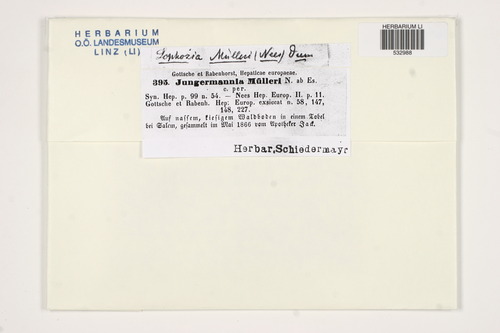 HERBARIUM
O.Ö. LANDESMUSEUM
LINZ (LI)
HERBARIUM LI
532988
Lophozia Mülleri (Nees) Dum
Gottsche et Rabenhorst, Hepaticae europaeae.
395. Jungermannia Mülleri N. ab Es.
c. per.
Syn. Hep. p. 99 n. 54. — Nees Hep. Europ. II. p. 11.
Gottsche et Rabenh. Hep. Europ. exsiccat n. 58, 147,
148, 227.
Auf nassem, kiesigem Waldboden in einem Tobel
bei Salem, gesammelt im Mai 1866 vom Apotheker Jack.
Herbar, Schiedermayr